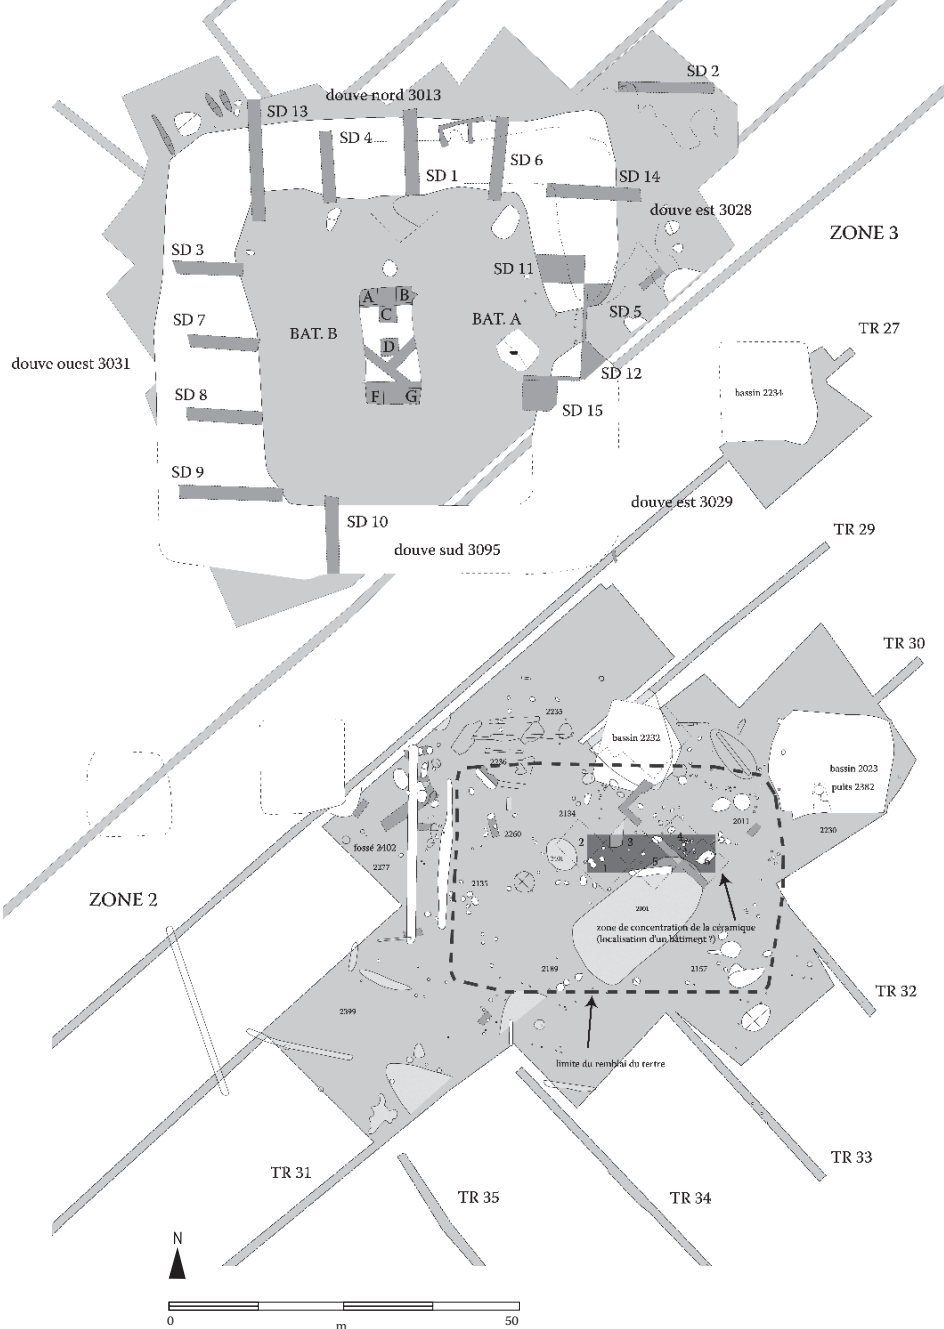 SD 2
douve nord 3013
SD 13
SD 4
SD 6
SD 1
SD 14
douve est 3028
ZONE 3
SD 3
SD 11
A
B
C
SD 5
SD 7
BAT. B
BAT. A
TR 27
D
douve ouest 3031
SD 12
SD 8
F
G
bassin 2234
SD 15
SD 9
douve est 3029
SD 10
TR 29
douve sud 3095
TR 30
2235
bassin 2232
2236
bassin 2023
puits 2382
2134
2011
2260
2230
2
3
4
fossé 2402
2277
1
5
6
2135
ZONE 2
2001
zone de concentration de la céramique
(localisation d'un bâtiment ?)
2189
2157
TR 32
2399
limite du remblai du tertre
TR 31
TR 33
TR 35
TR 34
N
0
50
m